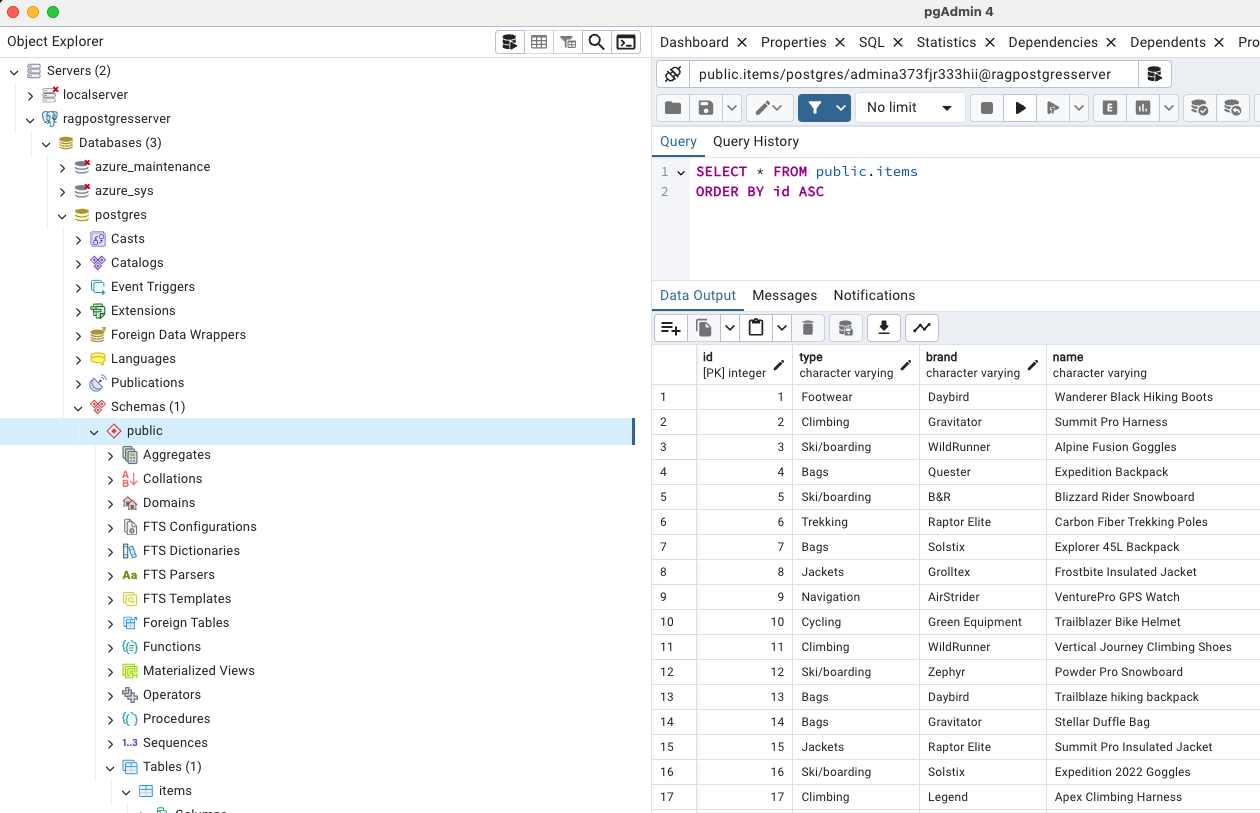 pgAdmin 4
Object Explorer
Servers (2)
localserver
ragpostgresserver
Databases (3)
azure_maintenance
azure_sys
postgres
Casts
Catalogs
Event Triggers
Extensions
Foreign Data Wrappers
Languages
Publications
Schemas (1)
public
Aggregates
Collations
Domains
FTS Configurations
FTS Dictionaries
Aa FTS Parsers
FTS Templates
Foreign Tables
Functions
Materialized Views
Operators
Procedures
1..3 Sequences
Tables (1)
items
Columns
Dashboard Properties SQL Statistics Dependencies Dependents Pro
public.items/postgres/admina373fjr333hii@ragpostgresserver
No limit E
Query Query History
1 SELECT * FROM public.items
2 ORDER BY id ASC
Data Output Messages Notifications
id type brand name
[PK] integer character varying character varying character varying
1 1 Footwear Daybird Wanderer Black Hiking Boots
2 2 Climbing Gravitator Summit Pro Harness
3 3 Ski/boarding WildRunner Alpine Fusion Goggles
4 4 Bags Quester Expedition Backpack
5 5 Ski/boarding B&R Blizzard Rider Snowboard
6 6 Trekking Raptor Elite Carbon Fiber Trekking Poles
7 7 Bags Solstix Explorer 45L Backpack
8 8 Jackets Grolltex Frostbite Insulated Jacket
9 9 Navigation AirStrider VenturePro GPS Watch
10 10 Cycling Green Equipment Trailblazer Bike Helmet
11 11 Climbing WildRunner Vertical Journey Climbing Shoes
12 12 Ski/boarding Zephyr Powder Pro Snowboard
13 13 Bags Daybird Trailblaze hiking backpack
14 14 Bags Gravitator Stellar Duffle Bag
15 15 Jackets Raptor Elite Summit Pro Insulated Jacket
16 16 Ski/boarding Solstix Expedition 2022 Goggles
17 17 Climbing Legend Apex Climbing Harness